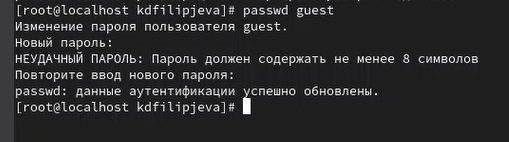 [root@localhost kdfilipjeva]# passwd guest
Изменение пароля пользователя guest.
Новый пароль:
НЕУДАЧНЫЙ ПАРОЛЬ: Пароль должен содержать не менее 8 символов
Повторите ввод нового пароля:
passwd: данные аутентификации успешно обновлены.
[root@localhost kdfilipjeva]#